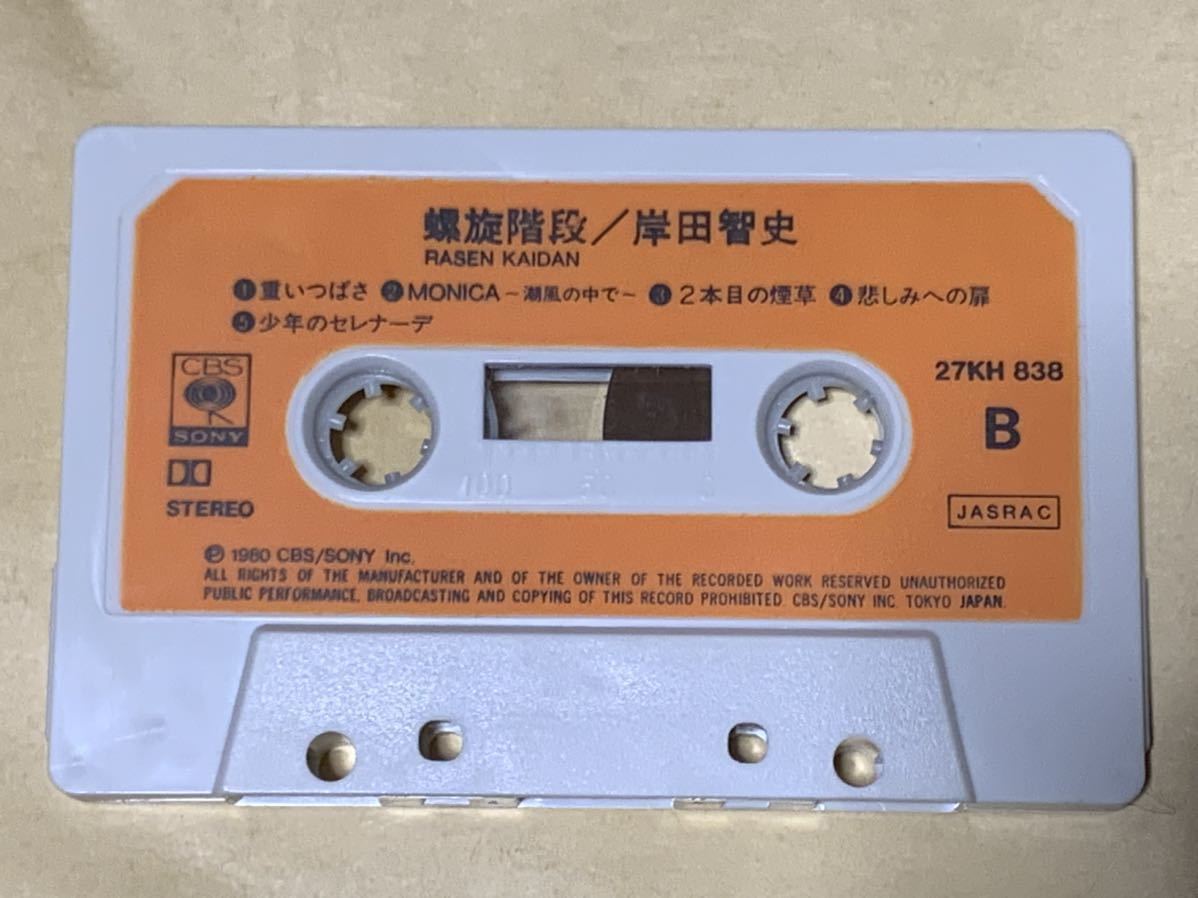 螺旋階段／岸田智史
RASEN KAIDAN
❶重いつばさ ❷MONICA～潮風の中で～ ❸2本目の煙草 ❹悲しみへの扉
❺少年のセレナーデ
CBS
SONY
STEREO
27KH 838
B
JASRAC
100 50 0
Ⓟ 1980 CBS/SONY Inc.
ALL RIGHTS OF THE MANUFACTURER AND OF THE OWNER OF THE RECORDED WORK RESERVED UNAUTHORIZED
PUBLIC PERFORMANCE, BROADCASTING AND COPYING OF THIS RECORD PROHIBITED. CBS/SONY INC. TOKYO JAPAN.